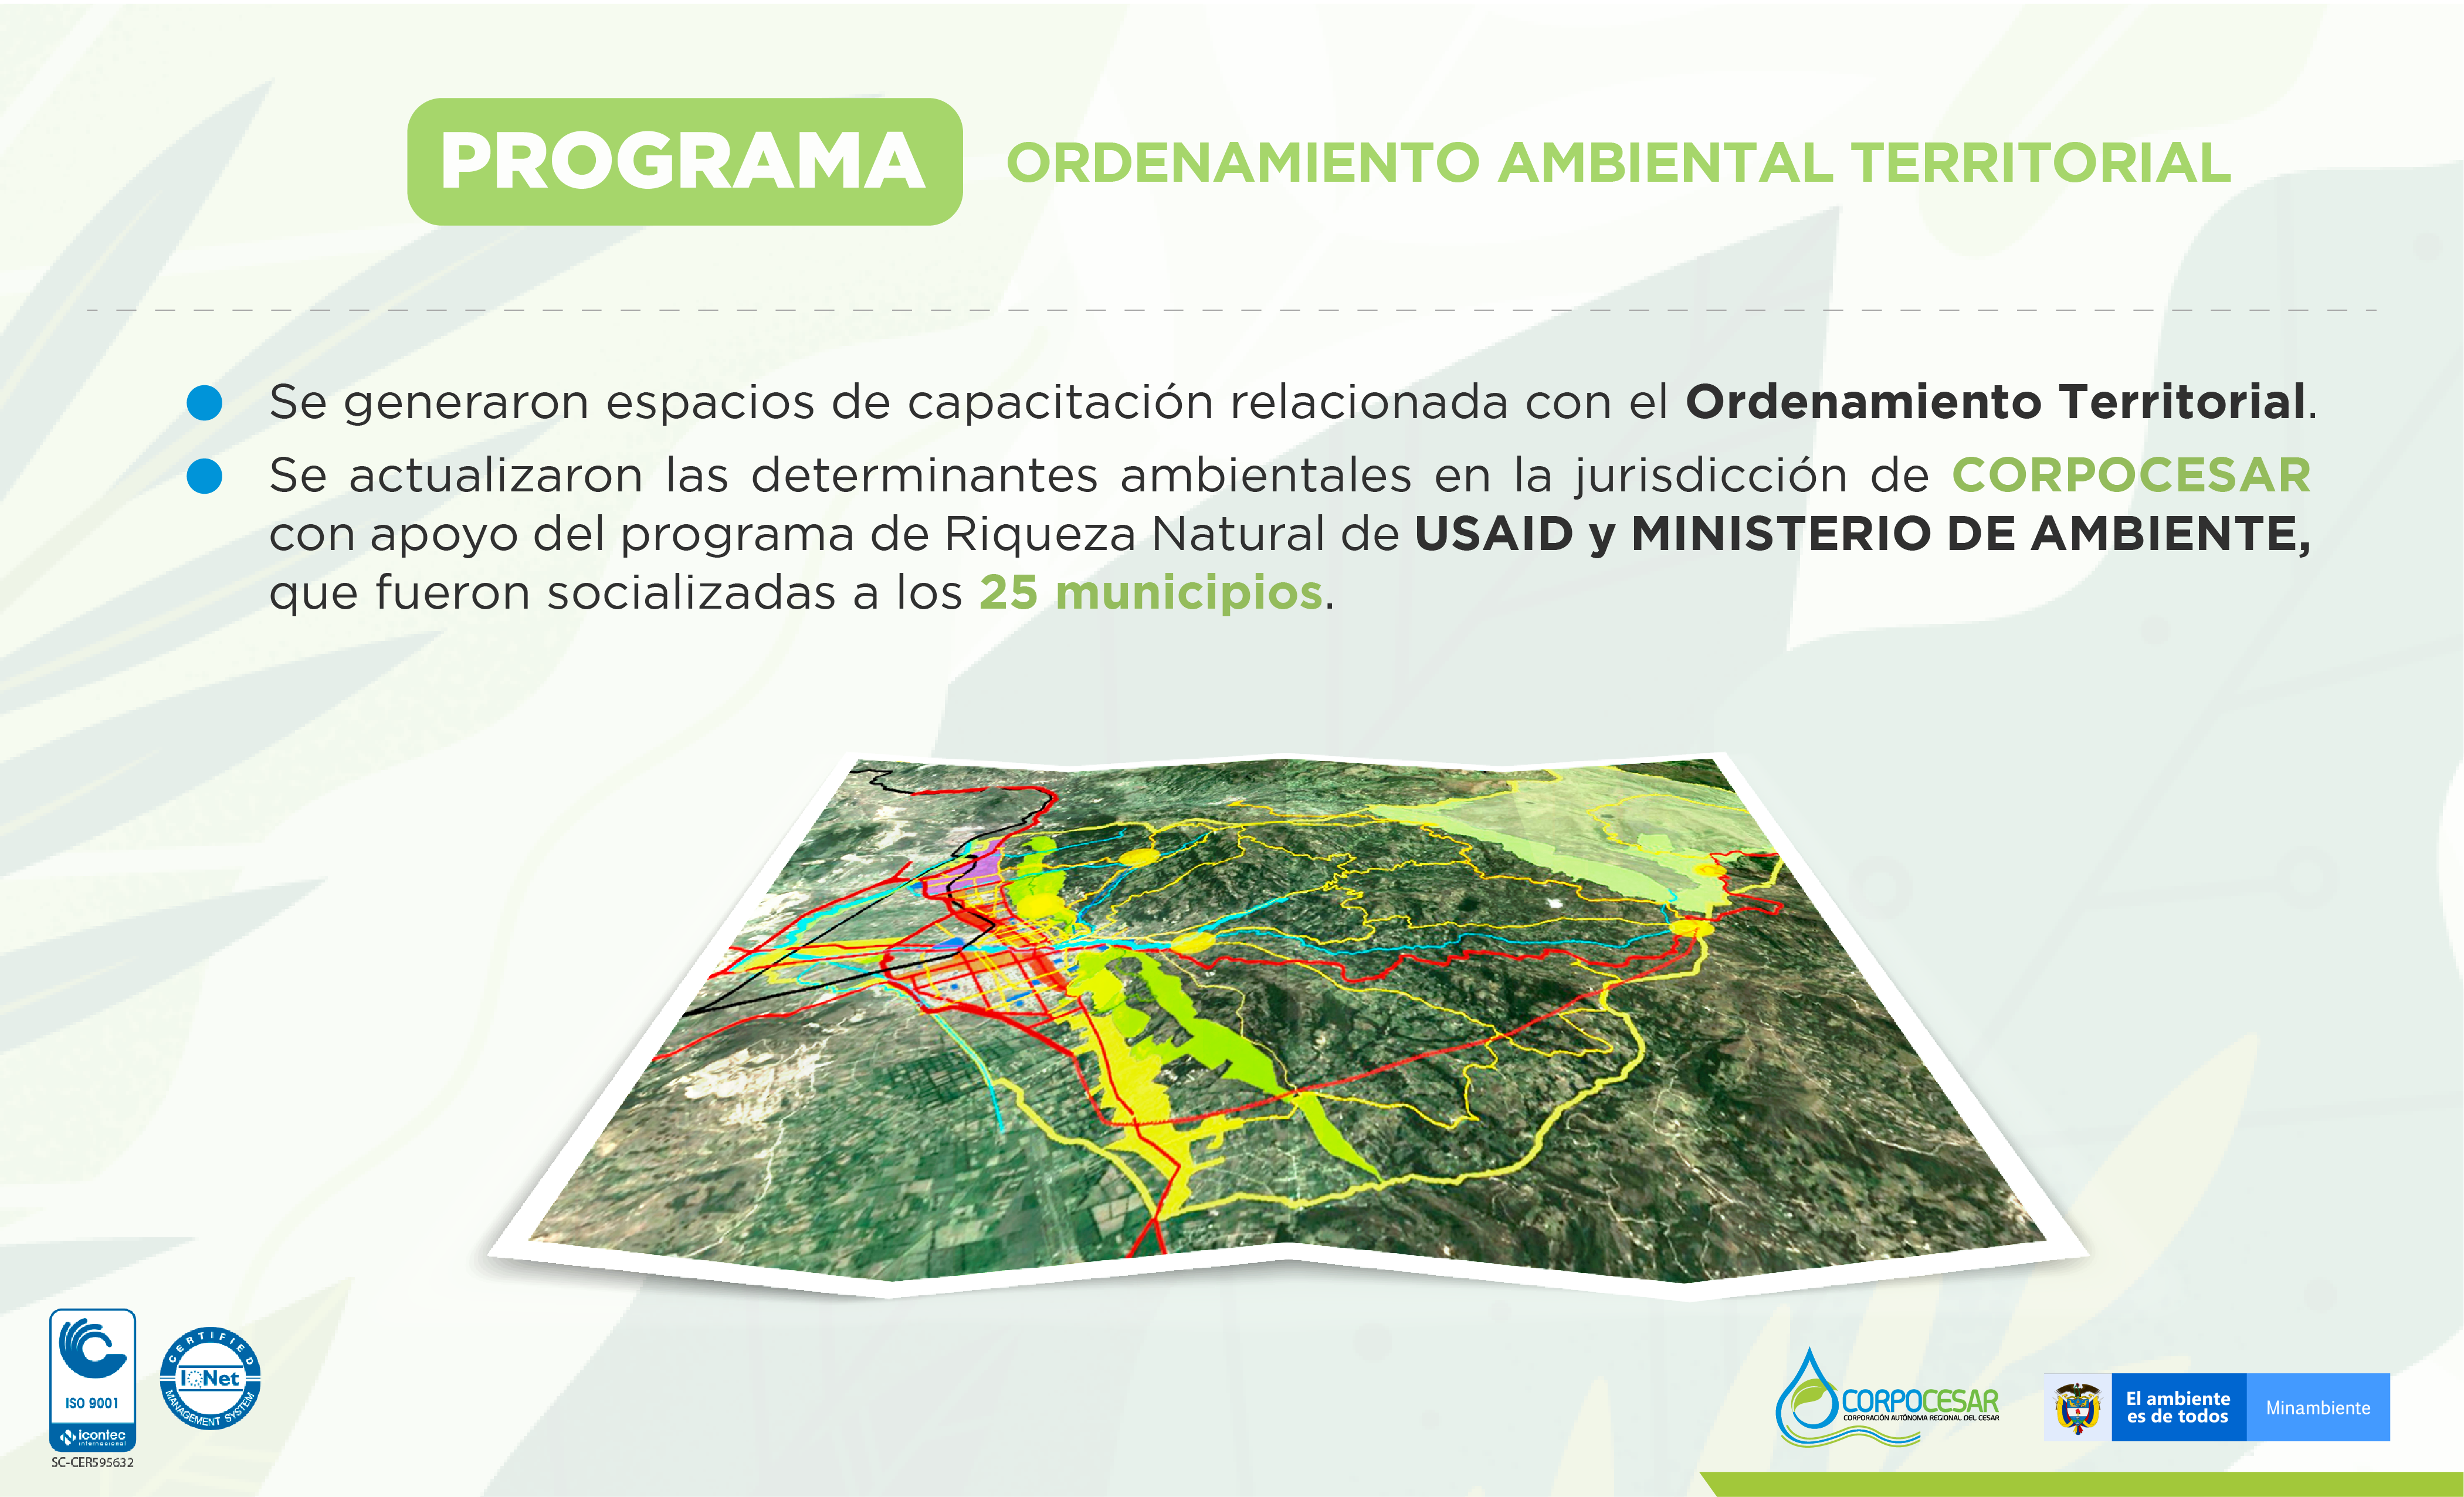 PROGRAMA ORDENAMIENTO AMBIENTAL TERRITORIAL
Se generaron espacios de capacitación relacionada con el Ordenamiento Territorial.
Se actualizaron las determinantes ambientales en la jurisdicción de CORPOCESAR
con apoyo del programa de Riqueza Natural de USAID y MINISTERIO DE AMBIENTE,
que fueron socializadas a los 25 municipios.
ISO 9001
icontec
internacional
SC-CER595632
CERTIFIED
IQNet
MANAGEMENT SYSTEM
CORPOCESAR
CORPORACIÓN AUTÓNOMA REGIONAL DEL CESAR
El ambiente
es de todos
Minambiente